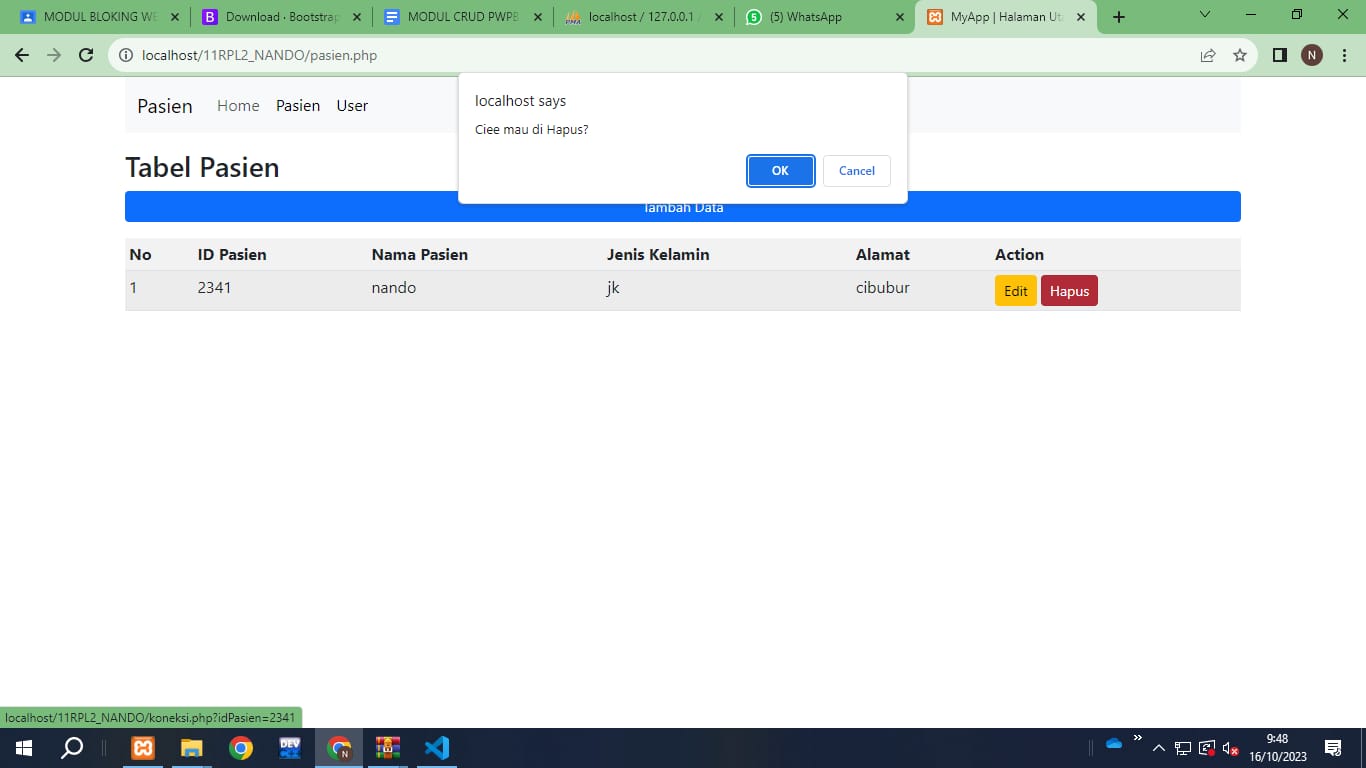 MODUL BLOKING WE
Download · Bootstrap
MODUL CRUD PWPB
localhost / 127.0.0.1 /
(5) WhatsApp
MyApp | Halaman Ut
localhost/11RPL2_NANDO/pasien.php
N
Pasien Home Pasien User
localhost says
Ciee mau di Hapus?
OK Cancel
Tabel Pasien
Tambah Data
No ID Pasien Nama Pasien Jenis Kelamin Alamat Action
1 2341 nando jk cibubur Edit Hapus
localhost/11RPL2_NANDO/koneksi.php?idPasien=2341
DEV
N
9:48
16/10/2023